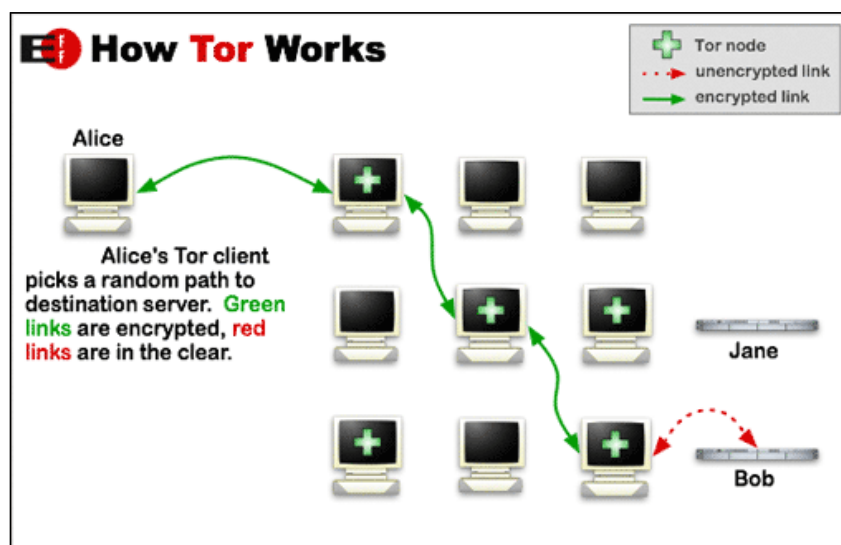 EFF How Tor Works
Tor node
unencrypted link
encrypted link
Alice
Alice's Tor client
picks a random path to
destination server. Green
links are encrypted, red
links are in the clear.
Jane
Bob